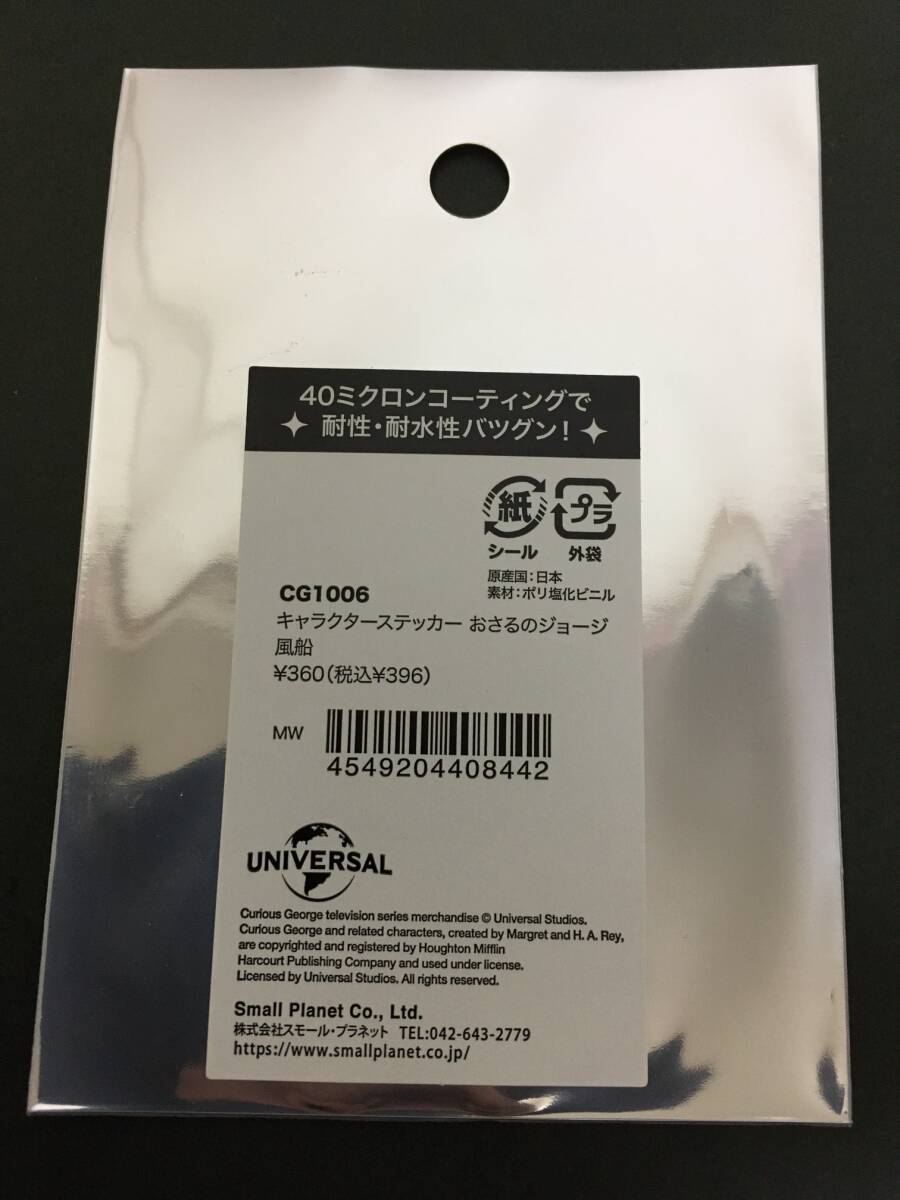 40ミクロンコーティングで
耐性・耐水性バツグン!
紙
プラ
シール
外袋
原産国:日本
素材:ポリ塩化ビニル
CG1006
キャラクターステッカー おさるのジョージ
風船
¥360(税込¥396)
MW
4549204408442
UNIVERSAL
Curious George television series merchandise © Universal Studios.
Curious George and related characters, created by Margret and H. A. Rey,
are copyrighted and registered by Houghton Mifflin
Harcourt Publishing Company and used under license.
Licensed by Universal Studios. All rights reserved.
Small Planet Co., Ltd.
株式会社スモール・プラネット TEL:042-643-2779
https://www.smallplanet.co.jp/